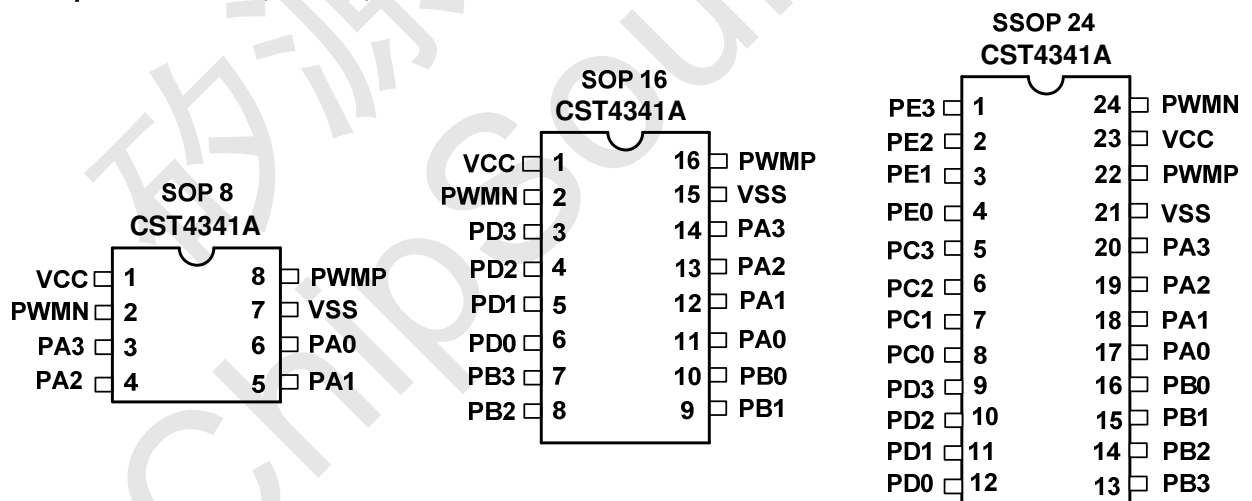 SOP 8
CST4341A
VCC 1 8 PWMP
PWMN 2 7 VSS
PA3 3 6 PA0
PA2 4 5 PA1
SOP 16
CST4341A
VCC 1 16 PWMP
PWMN 2 15 VSS
PD3 3 14 PA3
PD2 4 13 PA2
PD1 5 12 PA1
PD0 6 11 PA0
PB3 7 10 PB0
PB2 8 9 PB1
SSOP 24
CST4341A
PE3 1 24 PWMN
PE2 2 23 VCC
PE1 3 22 PWMP
PE0 4 21 VSS
PC3 5 20 PA3
PC2 6 19 PA2
PC1 7 18 PA1
PC0 8 17 PA0
PD3 9 16 PB0
PD2 10 15 PB1
PD1 11 14 PB2
PD0 12 13 PB3
矽源
ChipSou